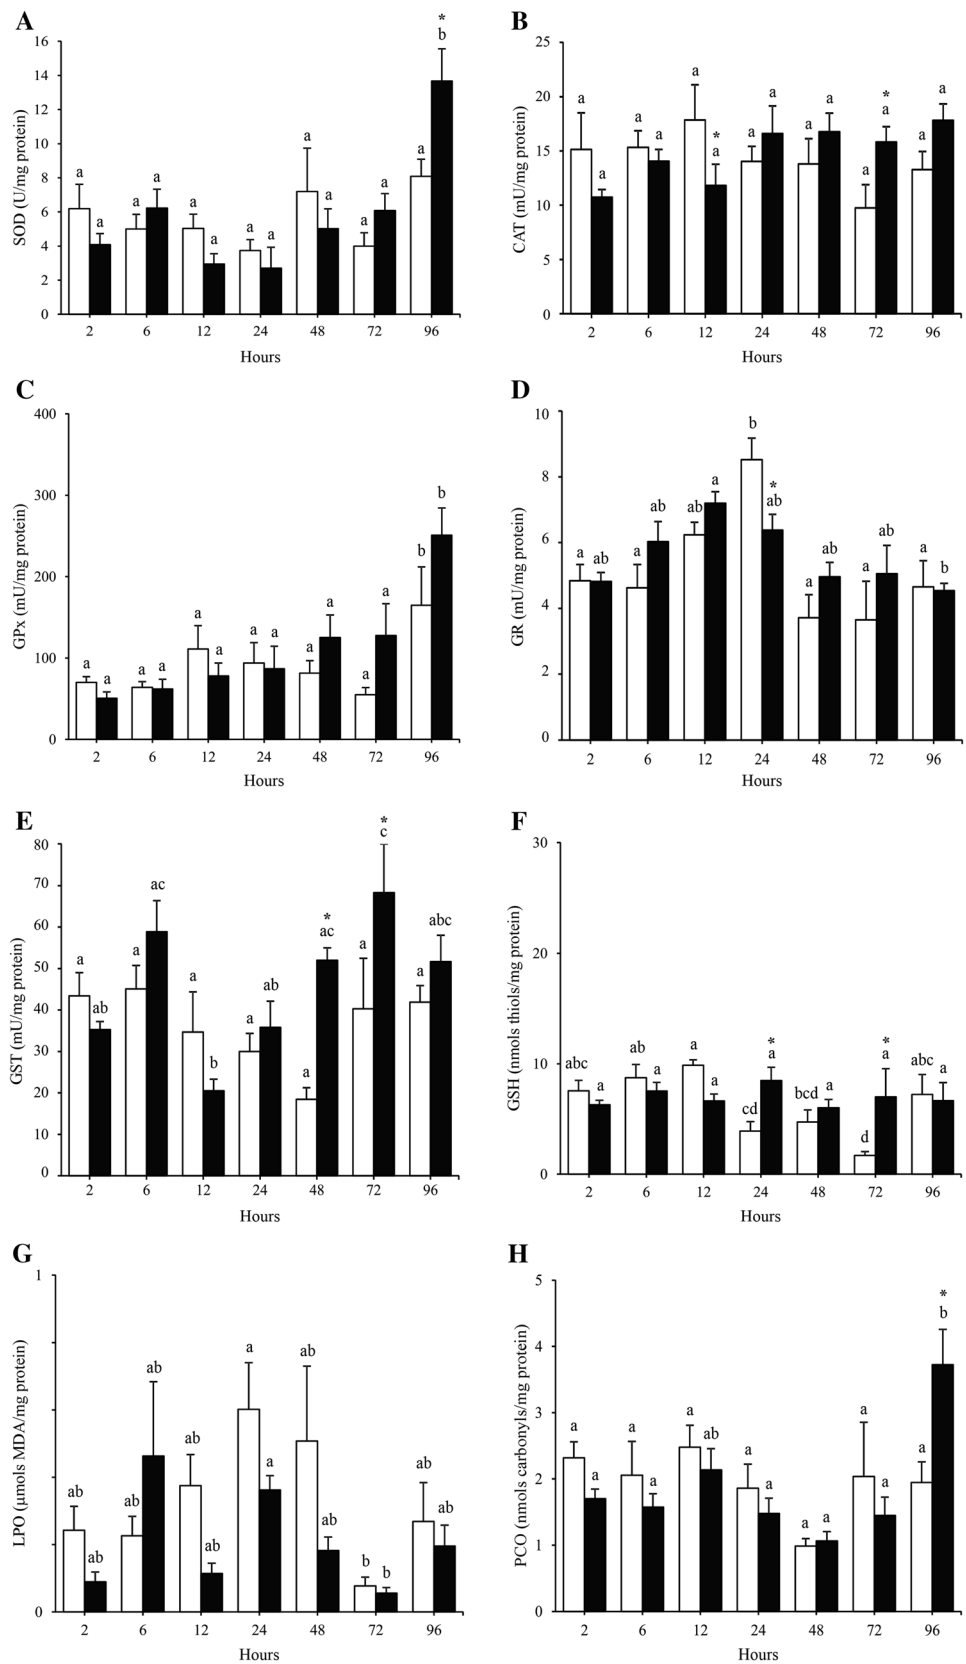 A
SOD (U/mg protein)
16
14
12
10
8
6
4
2
0
a a a a a a a a a a a a a b *
2 6 12 24 48 72 96
Hours
B
CAT (mU/mg protein)
25
20
15
10
5
0
a a a a a a * a a a a a a * a a
2 6 12 24 48 72 96
Hours
C
GPx (mU/mg protein)
400
300
200
100
0
a a a a a a a a a a a a b b
2 6 12 24 48 72 96
Hours
D
GR (mU/mg protein)
10
8
6
4
2
0
a ab a ab ab a b * ab a ab a ab a b
2 6 12 24 48 72 96
Hours
E
GST (mU/mg protein)
80
70
60
50
40
30
20
10
0
a ab a ac a b a ab a * ac a * c a abc
2 6 12 24 48 72 96
Hours
F
GSH (nmols thiols/mg protein)
30
20
10
0
abc a ab a a a cd * a bcd a d * a abc a
2 6 12 24 48 72 96
Hours
G
LPO (µmols MDA/mg protein)
1
0
ab ab ab ab ab ab a a ab ab b b ab ab
2 6 12 24 48 72 96
Hours
H
PCO (nmols carbonyls/mg protein)
5
4
3
2
1
0
a a a a a ab a a a a a a a * b
2 6 12 24 48 72 96
Hours